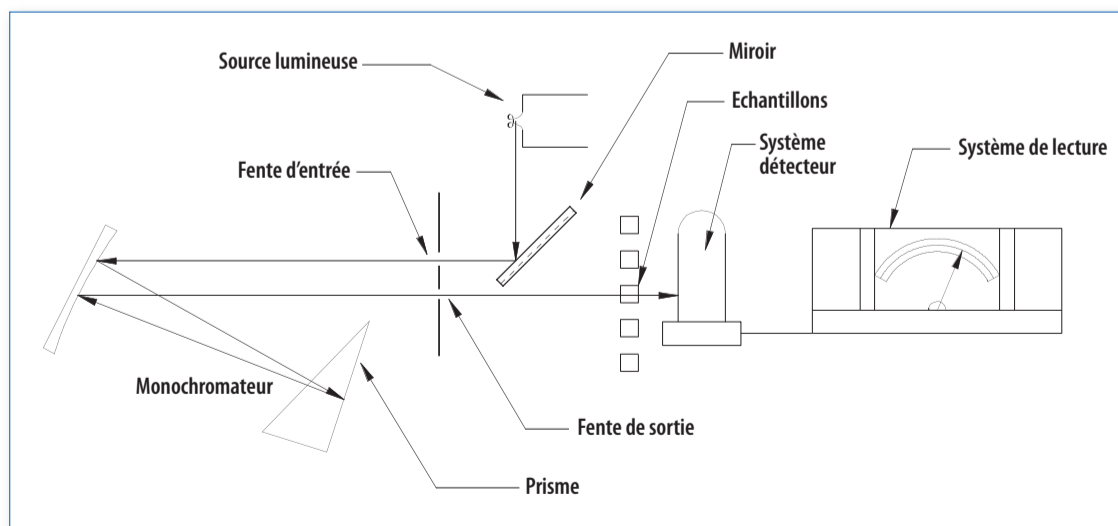 Source lumineuse
Miroir
Echantillons
Système
détecteur
Système de lecture
Fente d'entrée
Monochromateur
Fente de sortie
Prisme